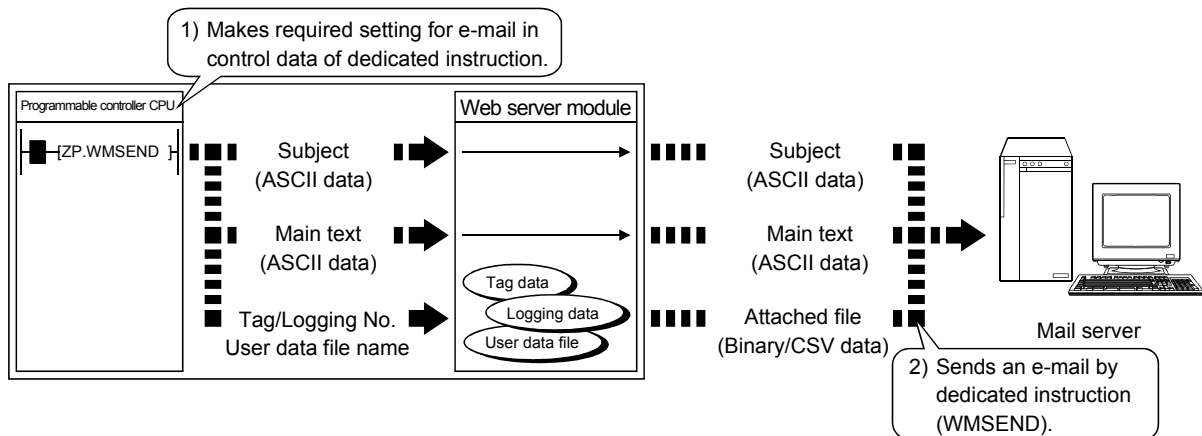 1) Makes required setting for e-mail in
control data of dedicated instruction.
Programmable controller CPU
Web server module
ZP.WMSEND
Subject
(ASCII data)
Subject
(ASCII data)
Main text
(ASCII data)
Main text
(ASCII data)
Tag data
Logging data
User data file
Tag/Logging No.
User data file name
Attached file
(Binary/CSV data)
Mail server
2) Sends an e-mail by
dedicated instruction
(WMSEND).